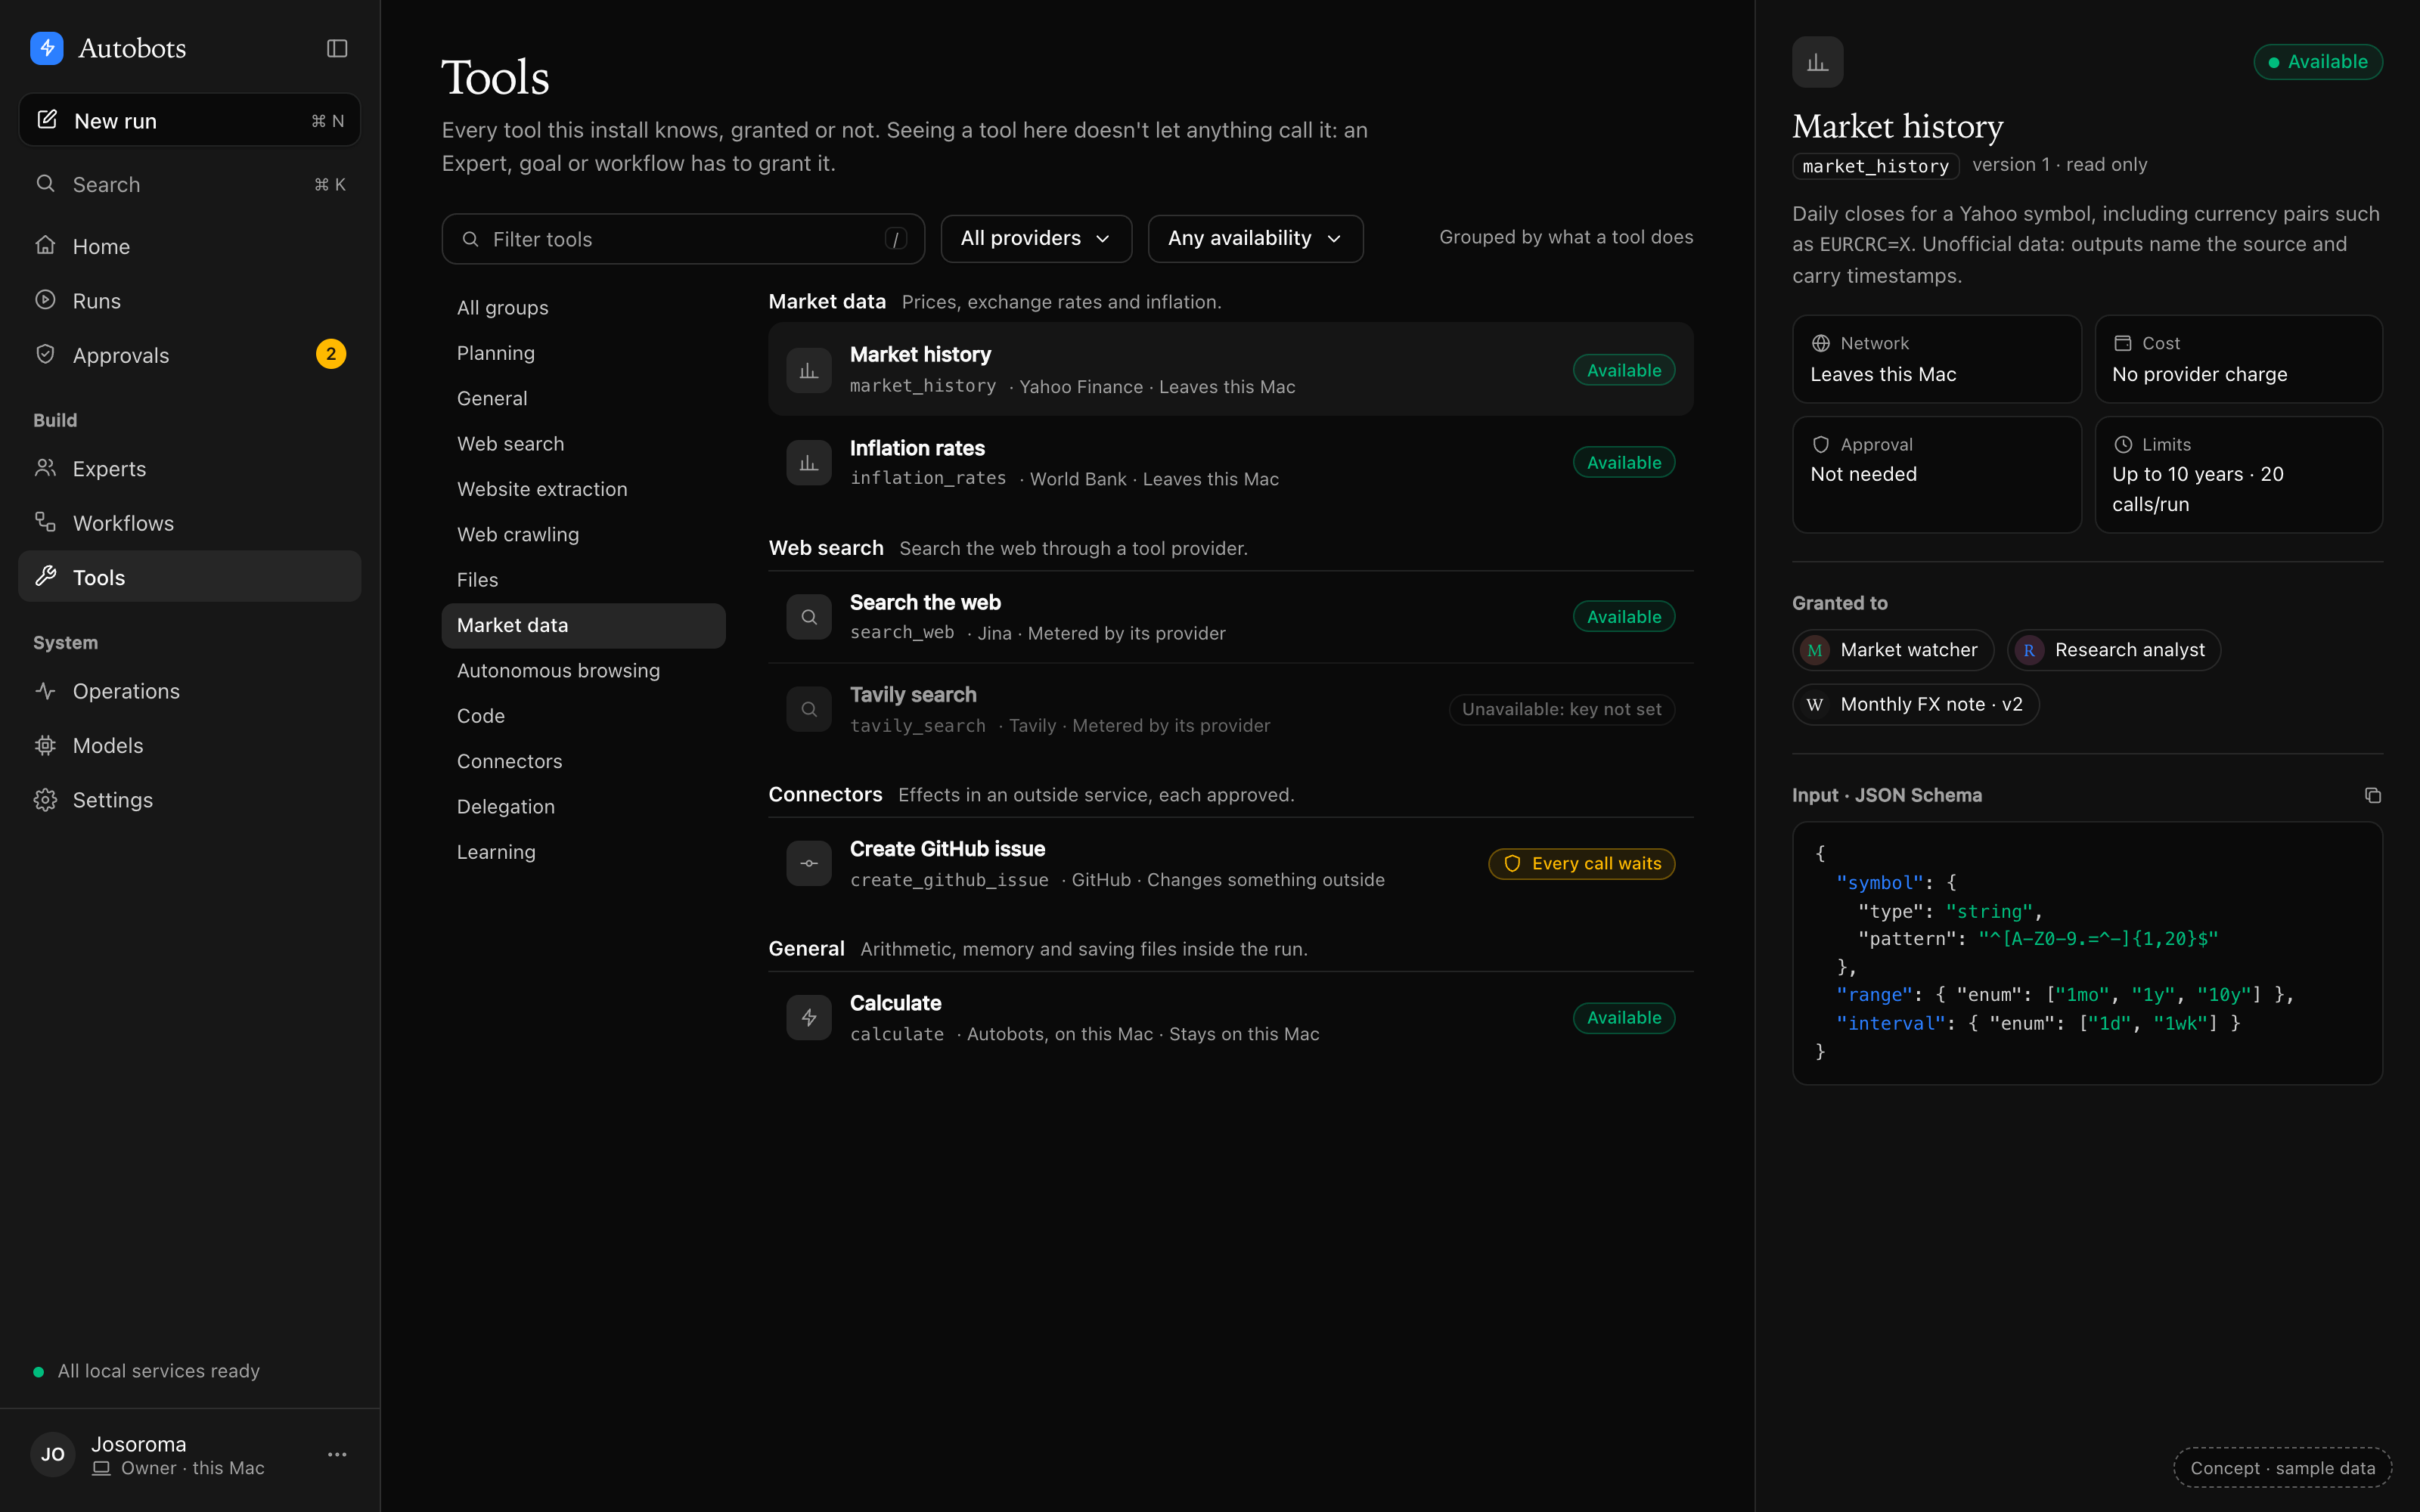 Autobots
New run ⌘ N
Search ⌘ K
Home
Runs
Approvals 2
Build
Experts
Workflows
Tools
System
Operations
Models
Settings
All local services ready
JO
Josoroma
Owner · this Mac
Tools
Every tool this install knows, granted or not. Seeing a tool here doesn't let anything call it: an
Expert, goal or workflow has to grant it.
Filter tools /
All providers
Any availability
Grouped by what a tool does
All groups
Planning
General
Web search
Website extraction
Web crawling
Files
Market data
Autonomous browsing
Code
Connectors
Delegation
Learning
Market data Prices, exchange rates and inflation.
Market history
market_history · Yahoo Finance · Leaves this Mac
Available
Inflation rates
inflation_rates · World Bank · Leaves this Mac
Available
Web search Search the web through a tool provider.
Search the web
search_web · Jina · Metered by its provider
Available
Tavily search
tavily_search · Tavily · Metered by its provider
Unavailable: key not set
Connectors Effects in an outside service, each approved.
Create GitHub issue
create_github_issue · GitHub · Changes something outside
Every call waits
General Arithmetic, memory and saving files inside the run.
Calculate
calculate · Autobots, on this Mac · Stays on this Mac
Available
Available
Market history
market_history version 1 · read only
Daily closes for a Yahoo symbol, including currency pairs such
as EURCRC=X. Unofficial data: outputs name the source and
carry timestamps.
Network
Leaves this Mac
Cost
No provider charge
Approval
Not needed
Limits
Up to 10 years · 20
calls/run
Granted to
M Market watcher
R Research analyst
W Monthly FX note · v2
Input · JSON Schema
{
"symbol": {
"type": "string",
"pattern": "^[A-Z0-9.=^-]{1,20}$"
},
"range": { "enum": ["1mo", "1y", "10y"] },
"interval": { "enum": ["1d", "1wk"] }
}
Concept · sample data